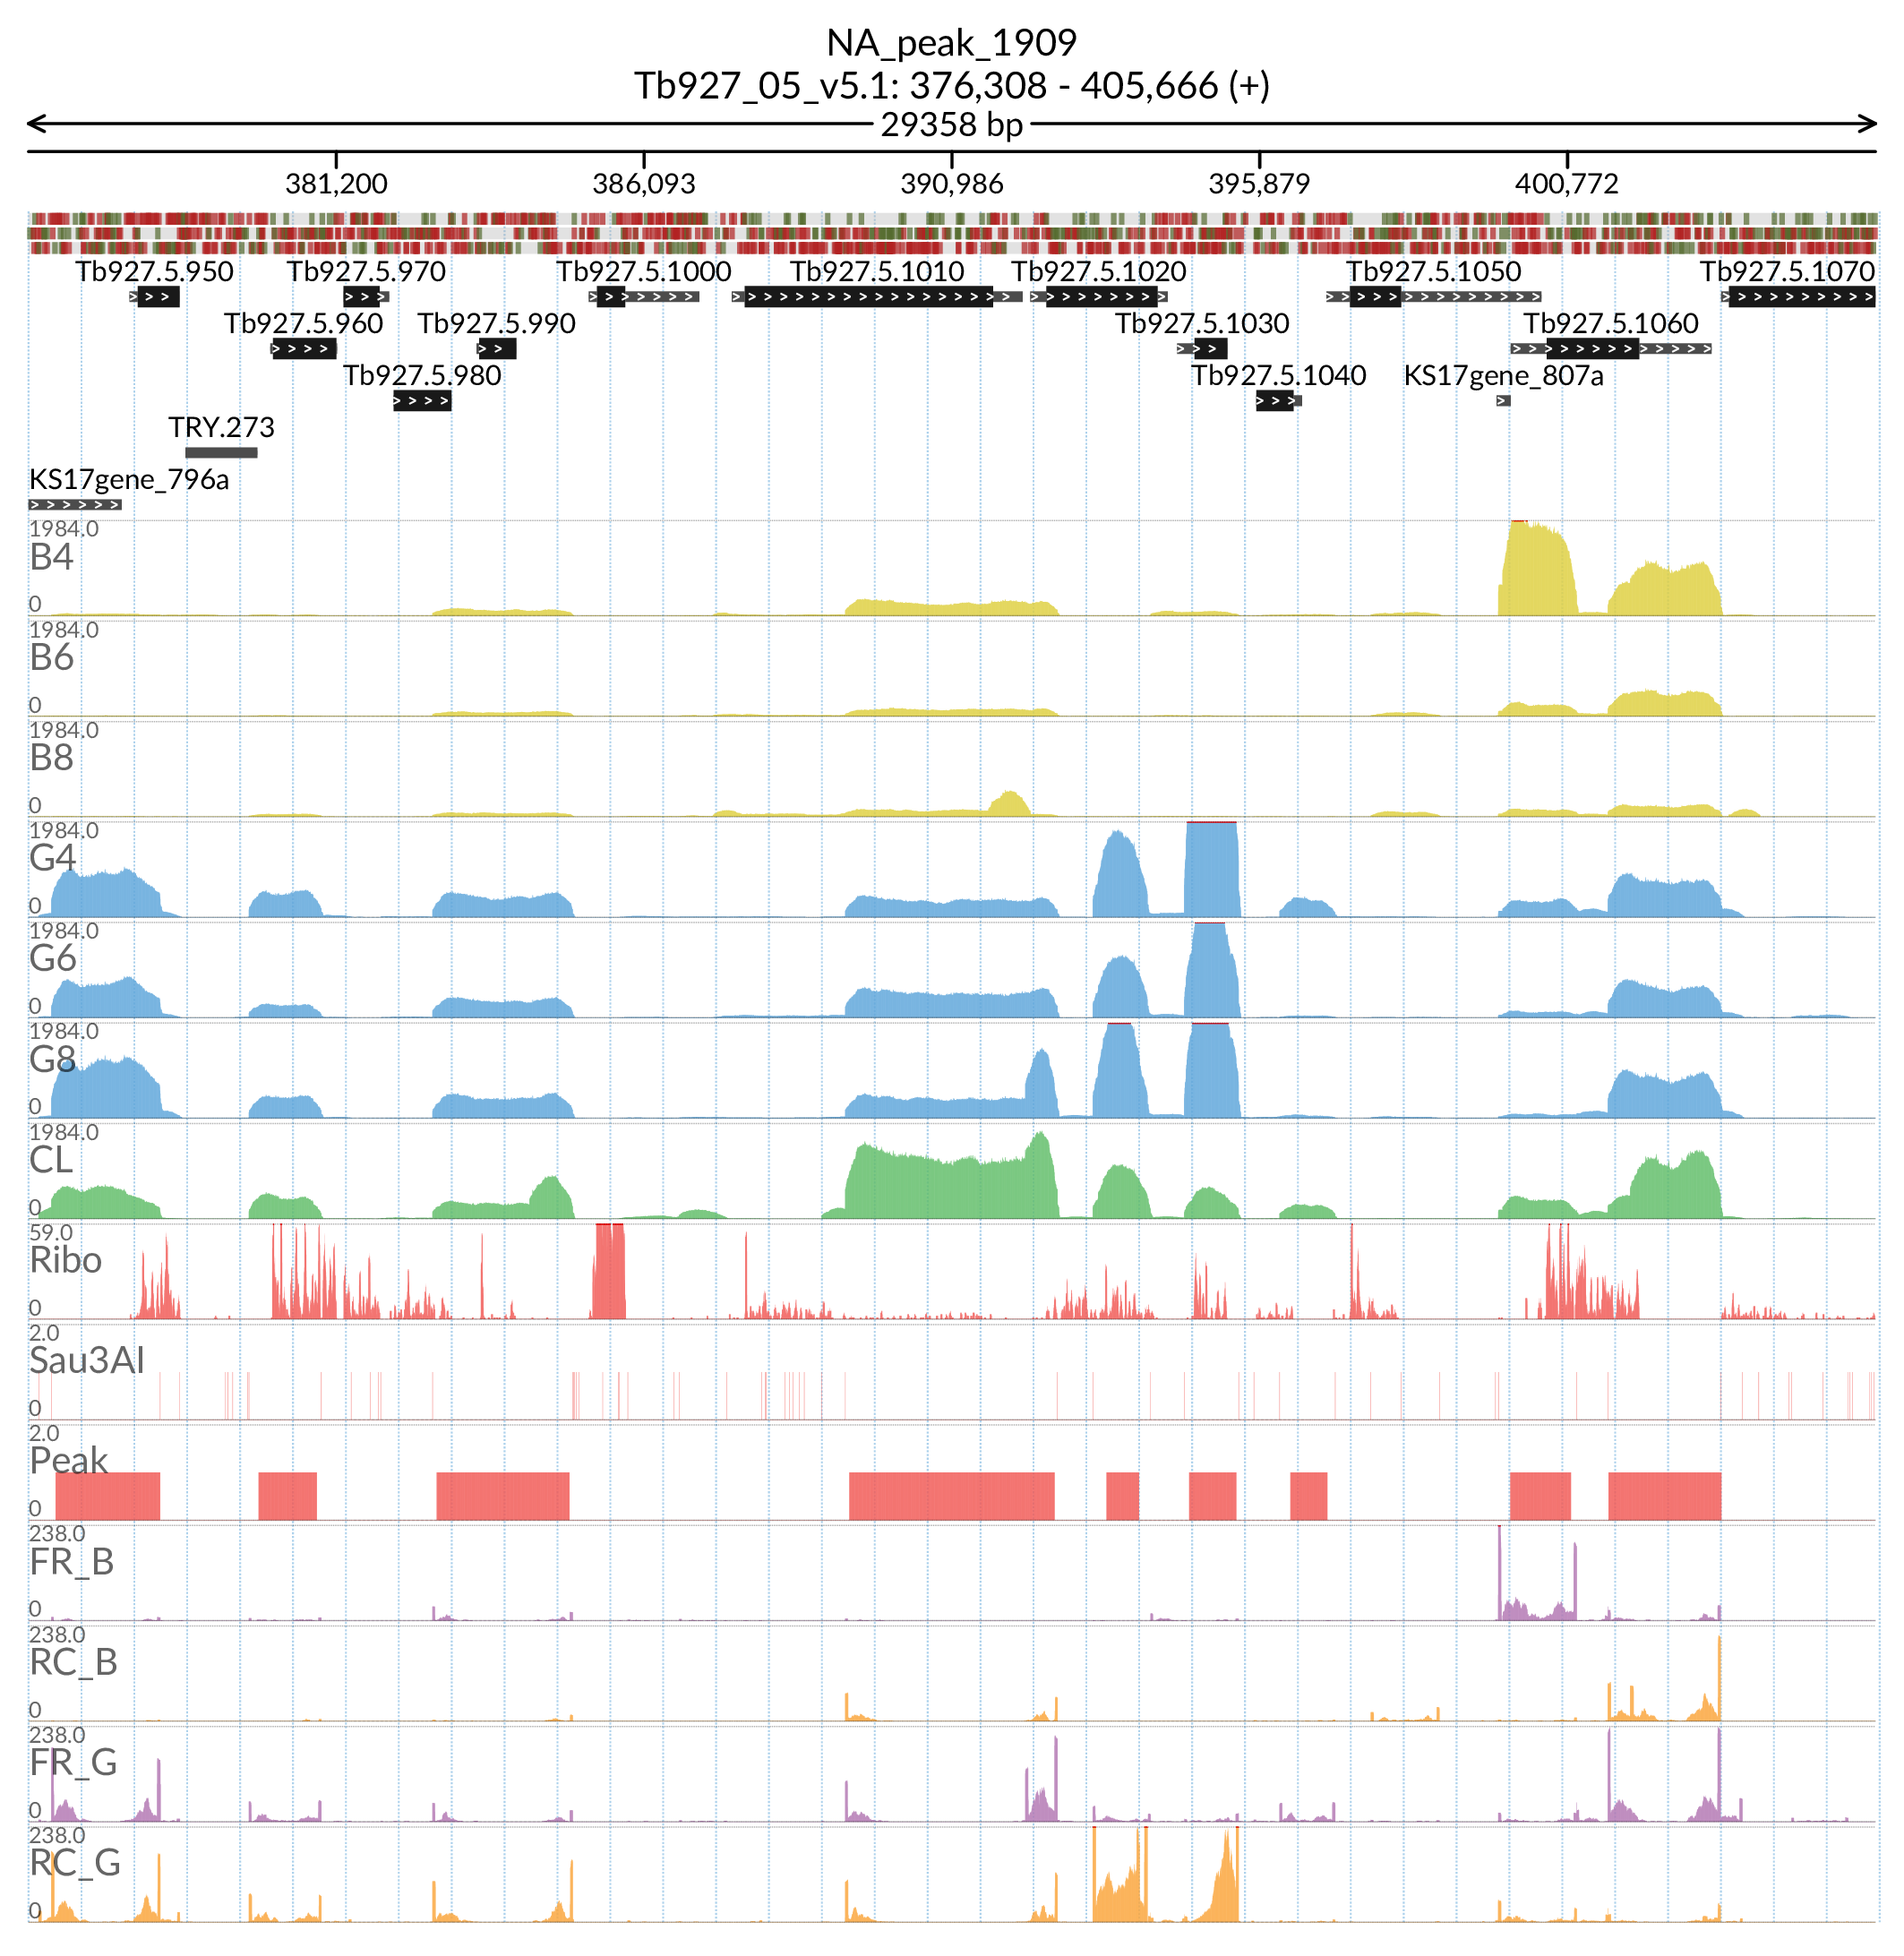 NA_peak_1909
Tb927_05_v5.1: 376,308 - 405,666 (+)
29358 bp
381,200 386,093 390,986 395,879 400,772
Tb927.5.950 Tb927.5.970 Tb927.5.1000 Tb927.5.1010 Tb927.5.1020 Tb927.5.1050 Tb927.5.1070
Tb927.5.960 Tb927.5.990 Tb927.5.1030 Tb927.5.1060
Tb927.5.980 Tb927.5.1040 KS17gene_807a
TRY.273
KS17gene_796a
1984.0
B4
0
1984.0
B6
0
1984.0
B8
0
1984.0
G4
0
1984.0
G6
0
1984.0
G8
0
1984.0
CL
0
59.0
Ribo
0
2.0
Sau3AI
0
2.0
Peak
0
238.0
FR_B
0
238.0
RC_B
0
238.0
FR_G
0
238.0
RC_G
0